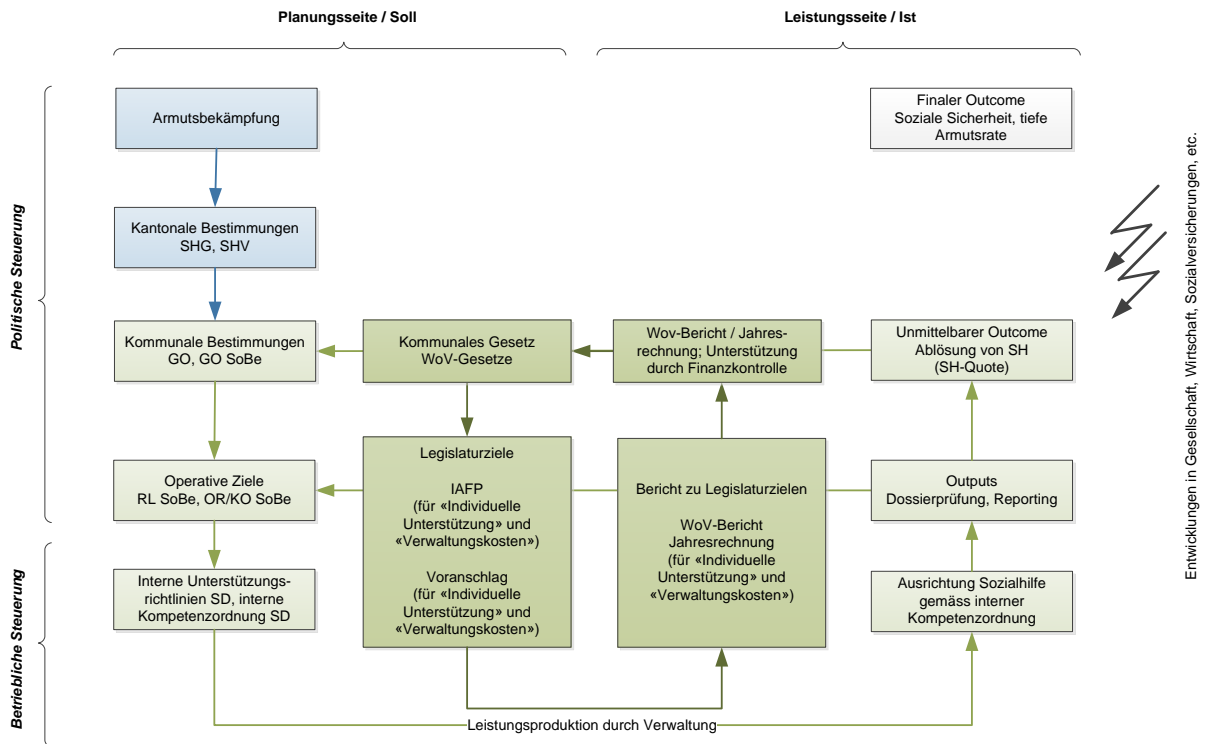 Planungsseite / Soll
Leistungsseite / Ist
Politische Steuerung
Betriebliche Steuerung
Armutsbekämpfung
Finaler Outcome
Soziale Sicherheit, tiefe
Armutsrate
Kantonale Bestimmungen
SHG, SHV
Kommunale Bestimmungen
GO, GO SoBe
Kommunales Gesetz
WoV-Gesetze
Wov-Bericht / Jahres-
rechnung; Unterstützung
durch Finanzkontrolle
Unmittelbarer Outcome
Ablösung von SH
(SH-Quote)
Operative Ziele
RL SoBe, OR/KO SoBe
Legislaturziele
IAFP
(für «Individuelle
Unterstützung» und
«Verwaltungskosten»)
Voranschlag
(für «Individuelle
Unterstützung» und
«Verwaltungskosten»)
Bericht zu Legislaturzielen
WoV-Bericht
Jahresrechnung
(für «Individuelle
Unterstützung» und
«Verwaltungskosten»)
Outputs
Dossierprüfung, Reporting
Interne Unterstützungs-
richtlinien SD, interne
Kompetenzordnung SD
Ausrichtung Sozialhilfe
gemäss interner
Kompetenzordnung
Leistungsproduktion durch Verwaltung
Entwicklungen in Gesellschaft, Wirtschaft, Sozialversicherungen, etc.